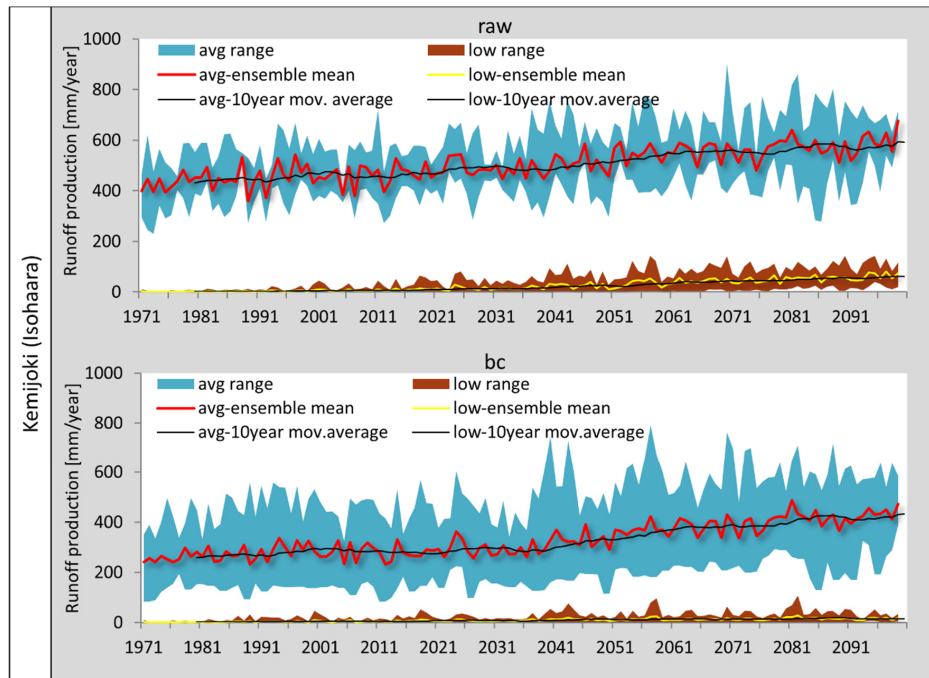 Kemijoki (Isohaara)
raw
Runoff production [mm/year]
1000
800
600
400
200
0
avg range
low range
avg-ensemble mean
low-ensemble mean
avg-10year mov. average
low-10year mov.average
1971 1981 1991 2001 2011 2021 2031 2041 2051 2061 2071 2081 2091
bc
Runoff production [mm/year]
1000
800
600
400
200
0
avg range
low range
avg-ensemble mean
low-ensemble mean
avg-10year mov.average
low-10year mov.average
1971 1981 1991 2001 2011 2021 2031 2041 2051 2061 2071 2081 2091